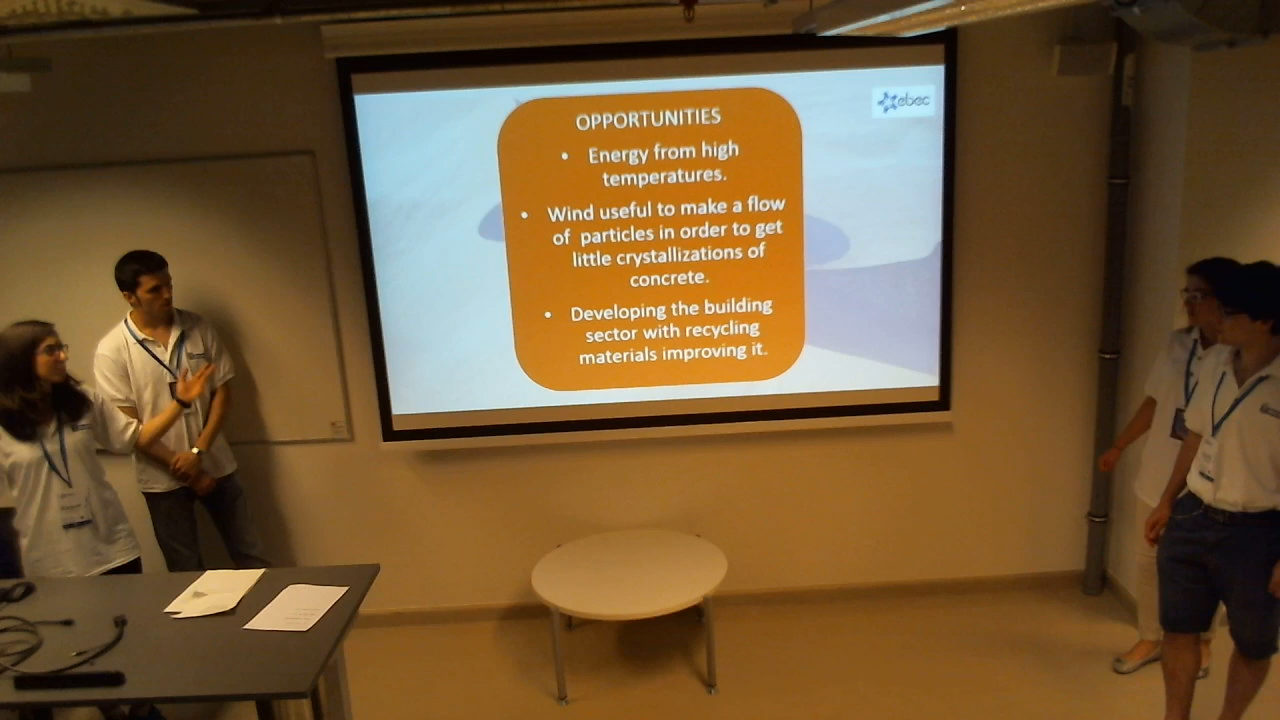 ebec
OPPORTUNITIES
• Energy from high
temperatures.
• Wind useful to make a flow
of particles in order to get
little crystallizations of
concrete.
• Developing the building
sector with recycling
materials improving it.